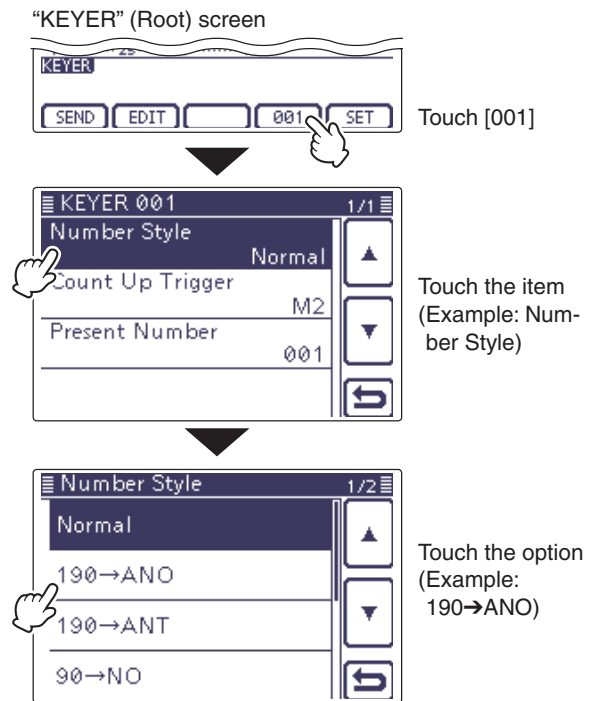 “KEYER” (Root) screen
KEYER
SEND EDIT 001 SET
Touch [001]
KEYER 001 1/1
Number Style
Normal
Count Up Trigger
M2
Present Number
001
Touch the item
(Example: Num-
ber Style)
Number Style 1/2
Normal
190→ANO
190→ANT
90→NO
Touch the option
(Example:
190➔ANO)